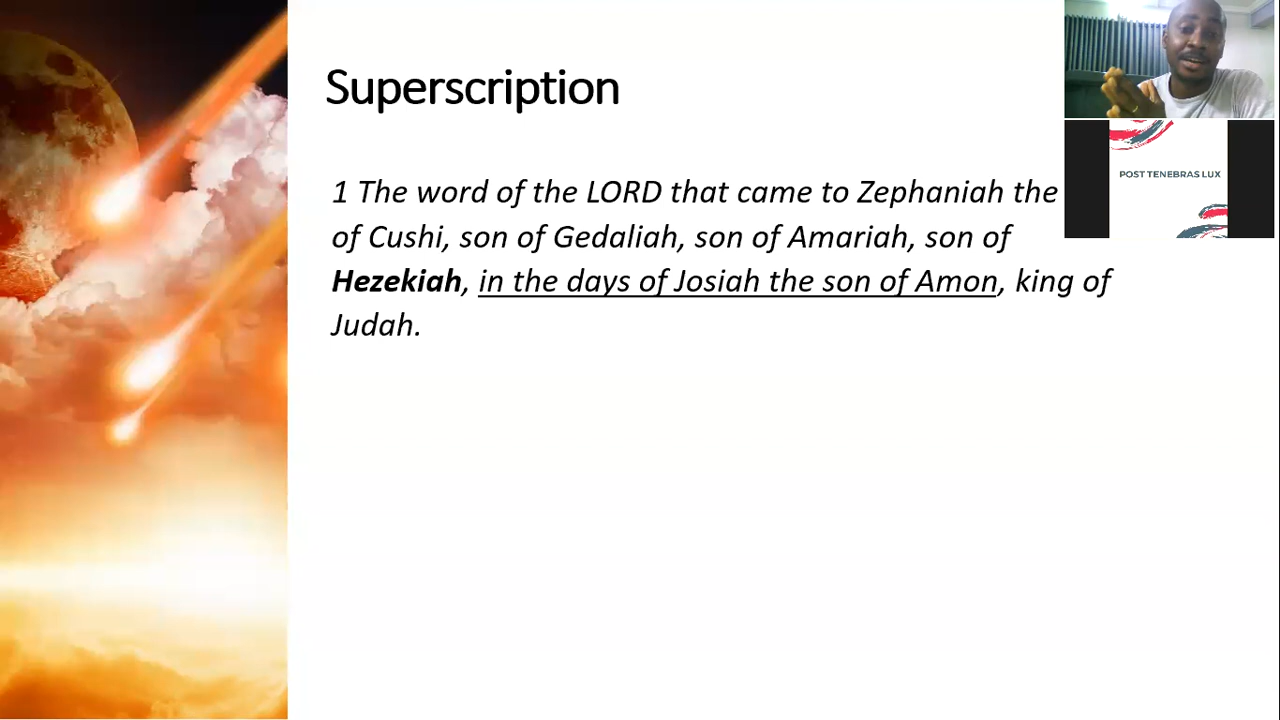 Superscription
1 The word of the LORD that came to Zephaniah the
of Cushi, son of Gedaliah, son of Amariah, son of
Hezekiah, in the days of Josiah the son of Amon, king of
Judah.
POST TENEBRAS LUX